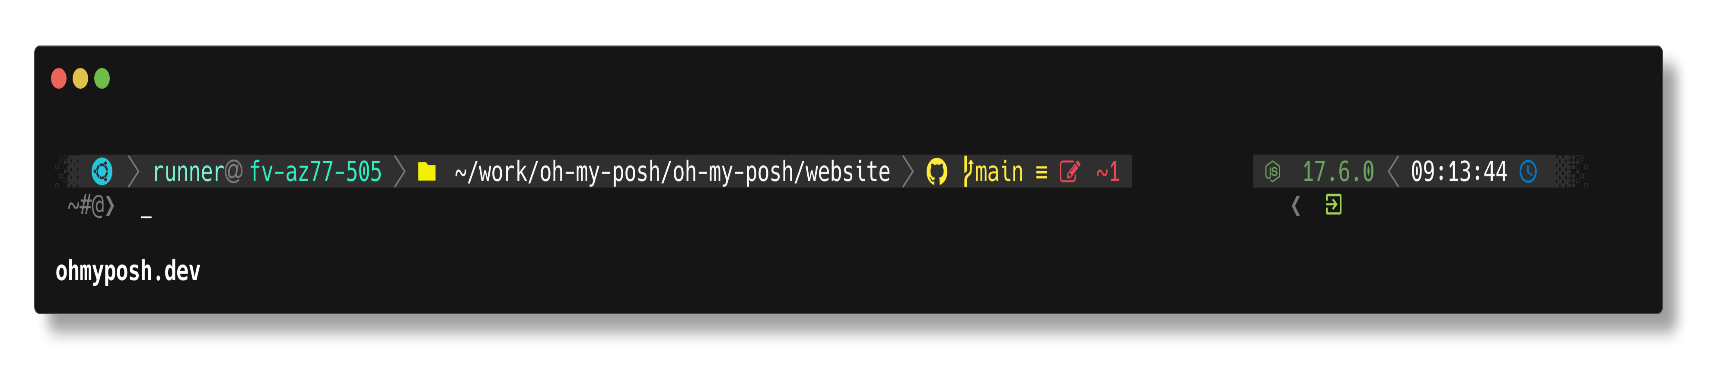 runner@ fv-az77-505 ~/work/oh-my-posh/oh-my-posh/website main ≡ ~1 17.6.0 09:13:44
~#@❯ _ ❮
ohmyposh.dev